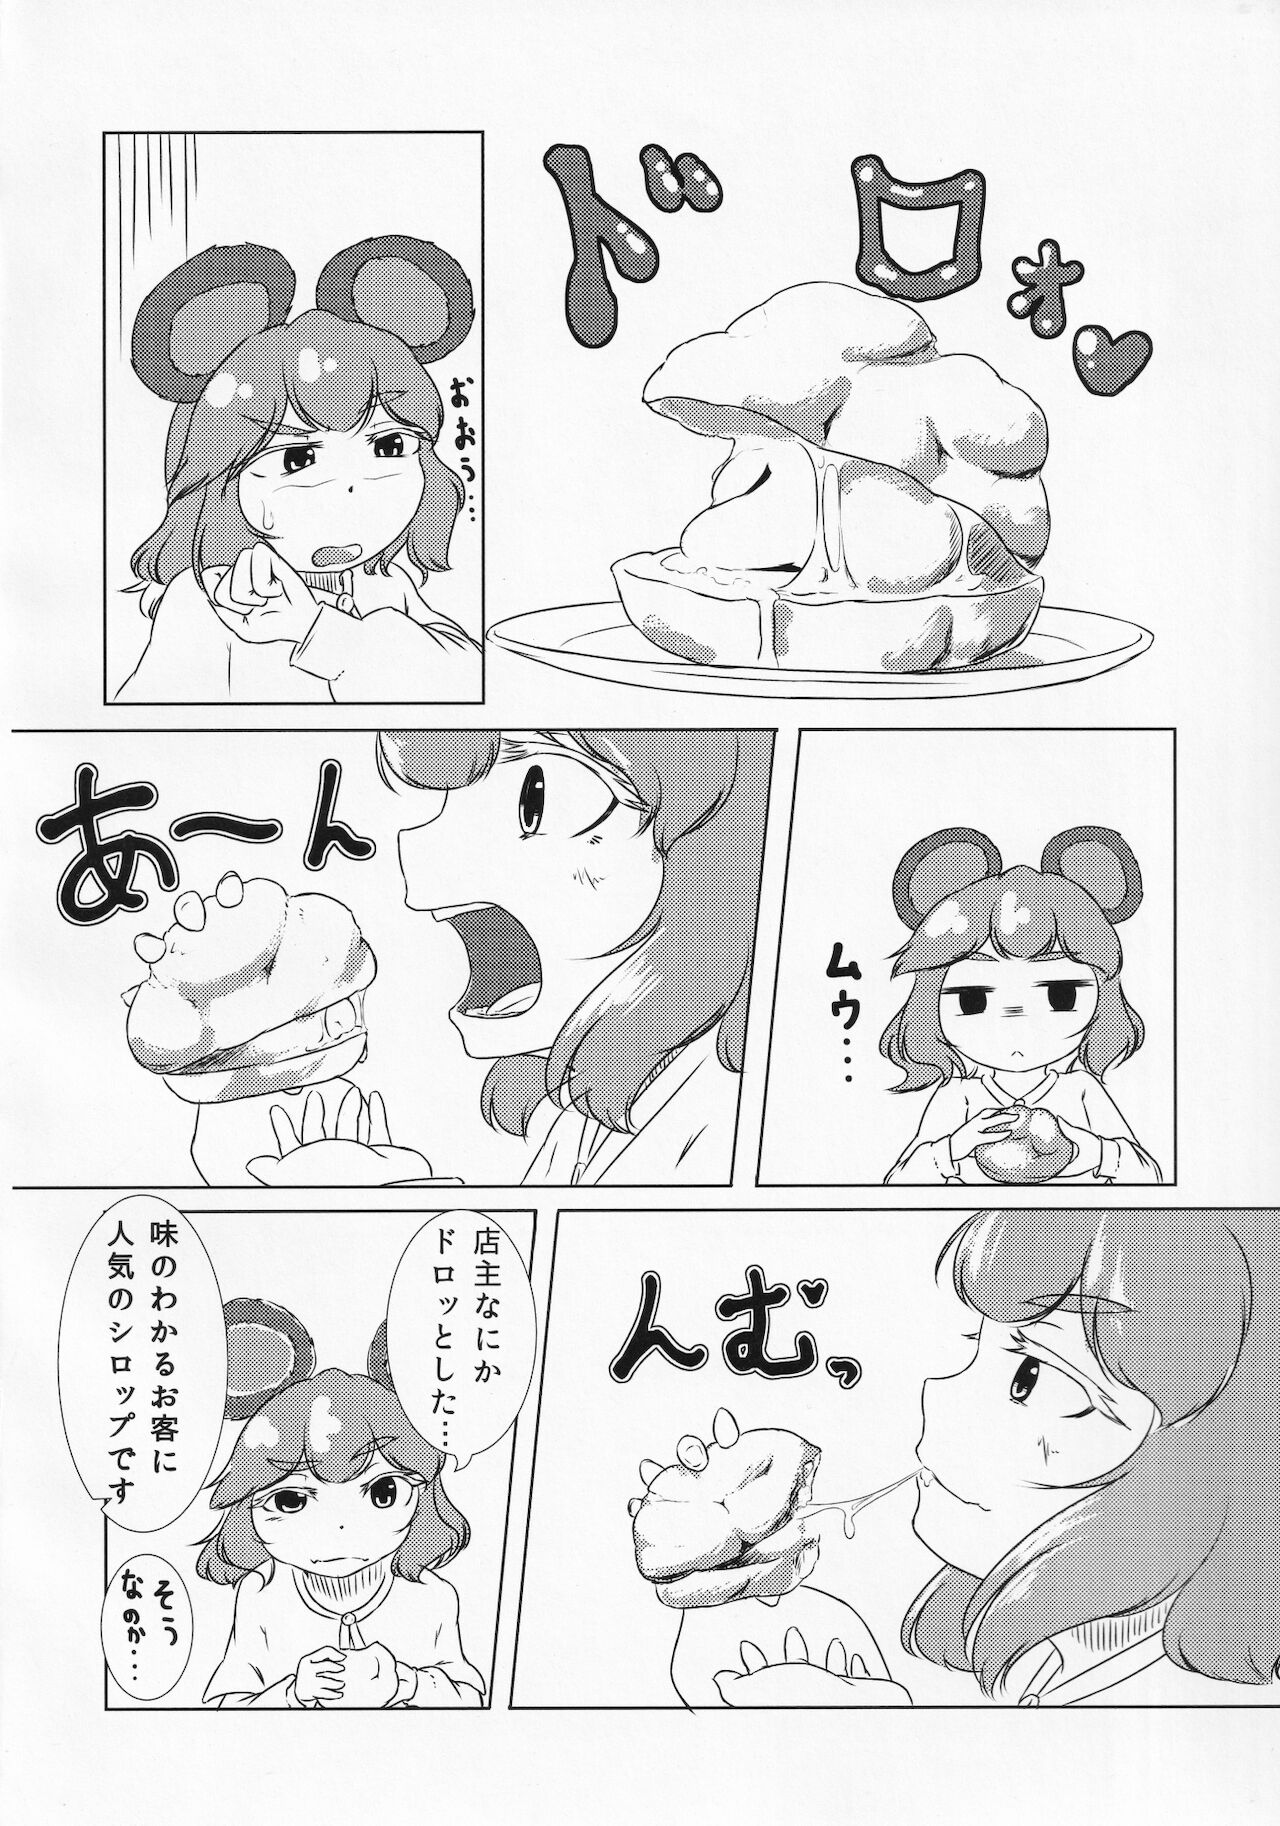 ドロォ♥
おおう…
ムウ…
あ〜ん
んむっ
店主なにか
ドロッとした…
味のわかるお客に
人気のシロップです
そう
なのか…